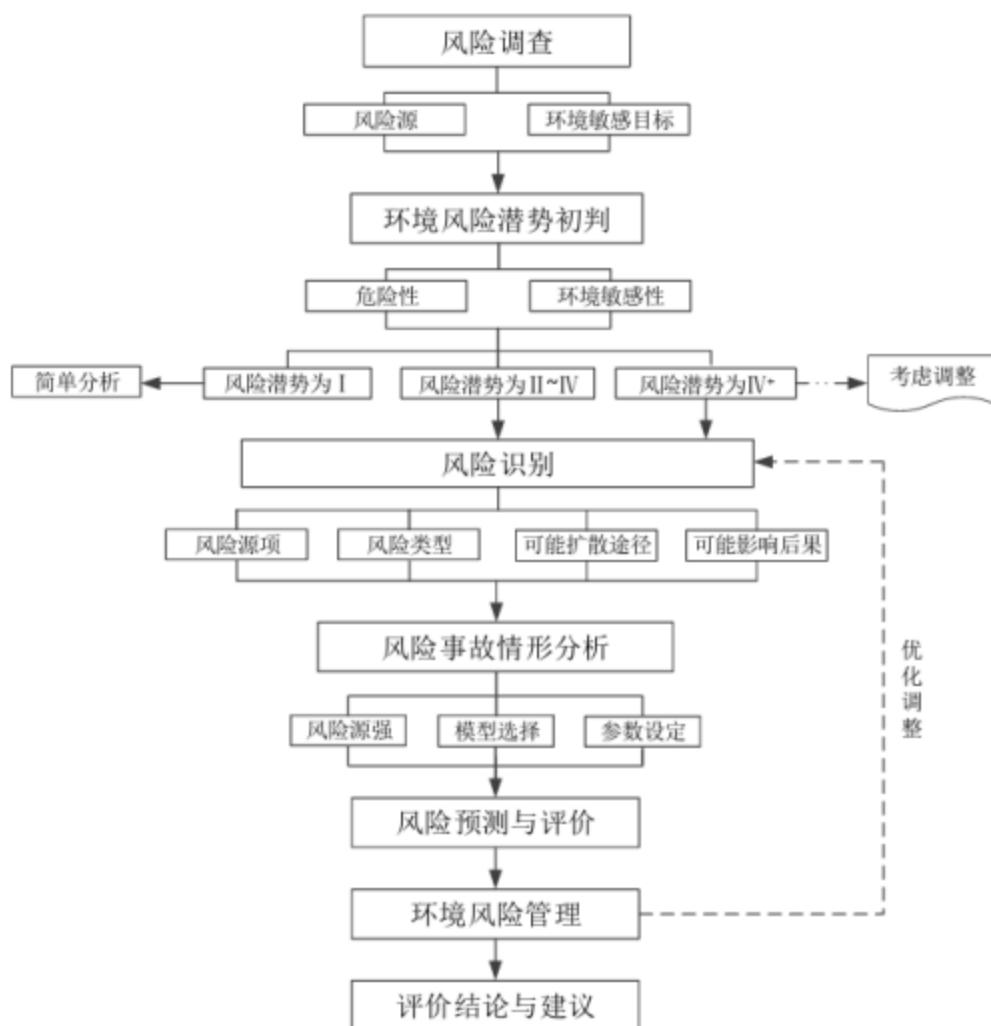 风险调查
风险源
环境敏感目标
环境风险潜势初判
危险性
环境敏感性
简单分析
风险潜势为Ⅰ
风险潜势为Ⅱ~Ⅳ
风险潜势为Ⅳ⁺
考虑调整
风险识别
风险源项
风险类型
可能扩散途径
可能影响后果
风险事故情形分析
优化调整
风险源强
模型选择
参数设定
风险预测与评价
环境风险管理
评价结论与建议